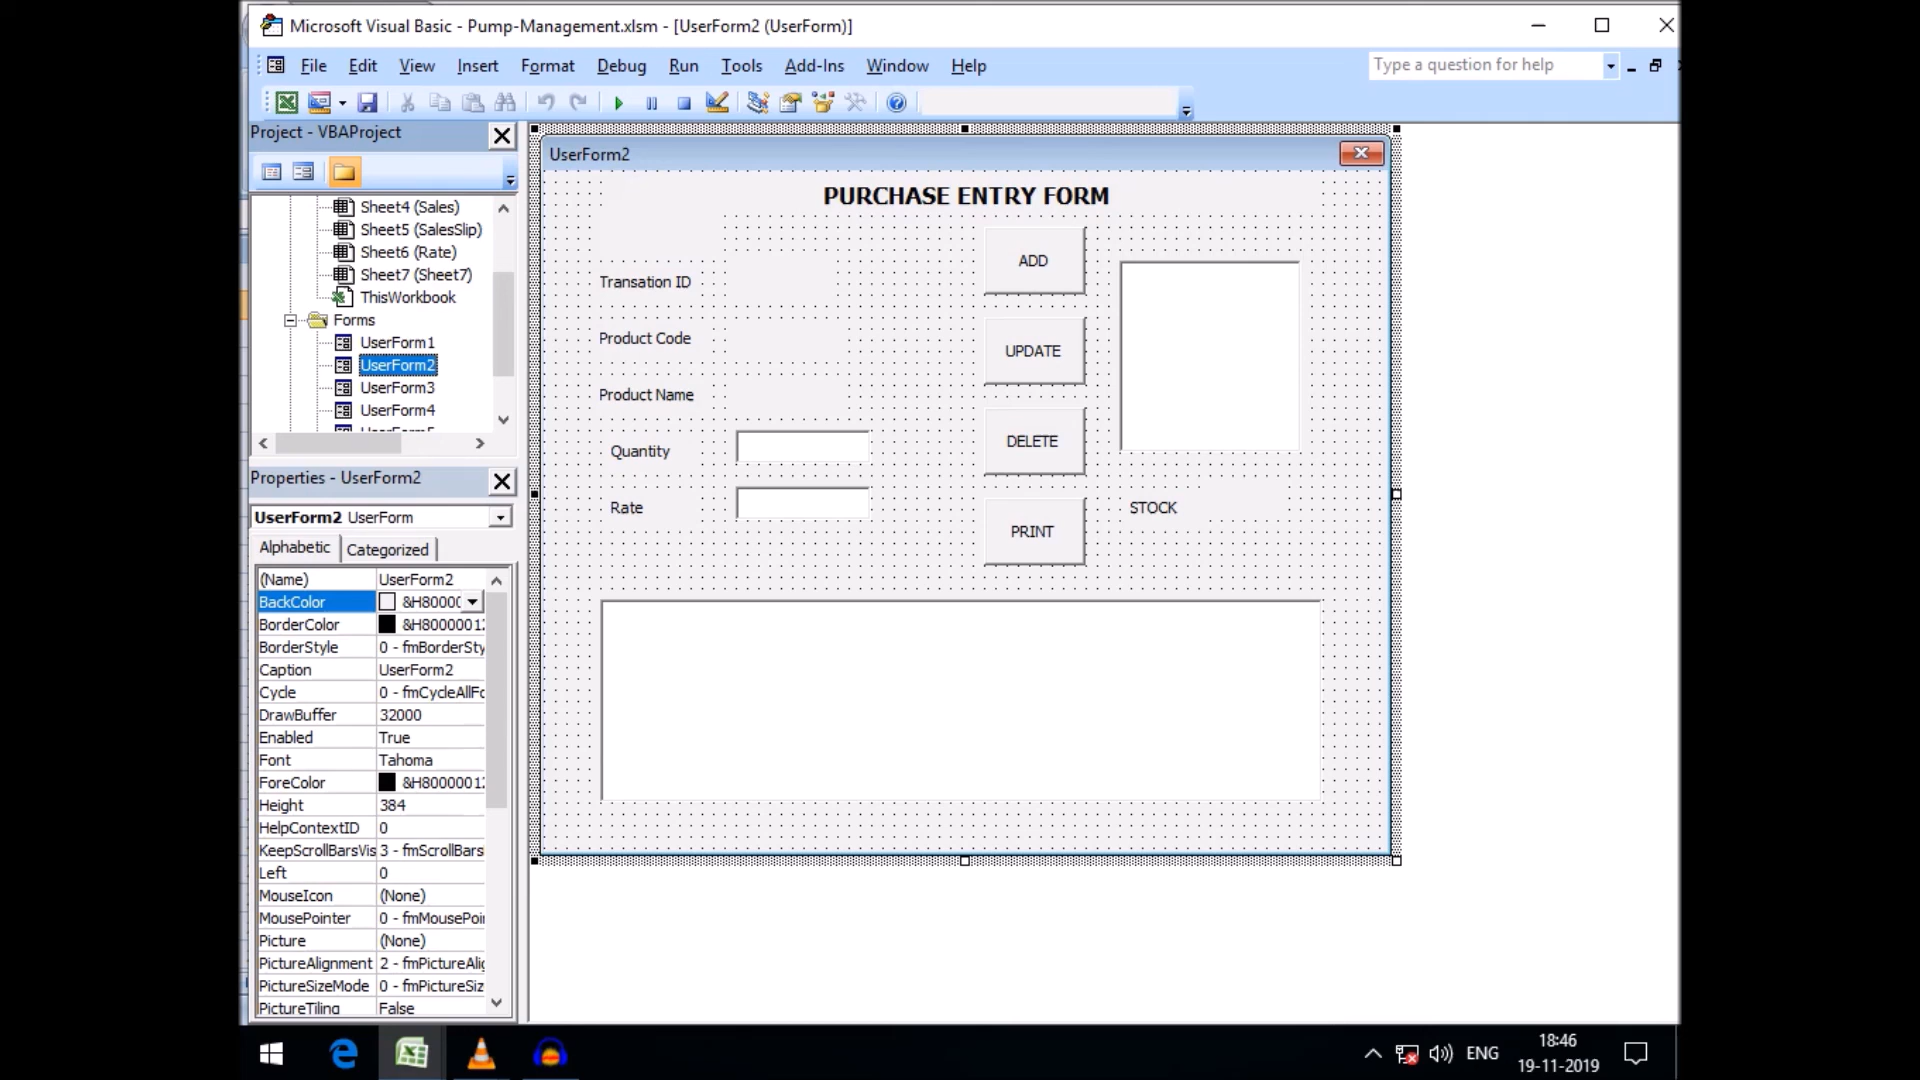 Microsoft Visual Basic - Pump-Management.xlsm - [UserForm2 (UserForm)]
File Edit View Insert Format Debug Run Tools Add-Ins Window Help
Type a question for help
Project - VBAProject
Sheet4 (Sales)
Sheet5 (SalesSlip)
Sheet6 (Rate)
Sheet7 (Sheet7)
ThisWorkbook
Forms
UserForm1
UserForm2
UserForm3
UserForm4
Properties - UserForm2
UserForm2 UserForm
Alphabetic Categorized
(Name) UserForm2
BackColor &H8000(
BorderColor &H80000012
BorderStyle 0 - fmBorderSty
Caption UserForm2
Cycle 0 - fmCycleAllFo
DrawBuffer 32000
Enabled True
Font Tahoma
ForeColor &H80000012
Height 384
HelpContextID 0
KeepScrollBarsVis 3 - fmScrollBars
Left 0
MouseIcon (None)
MousePointer 0 - fmMousePoin
Picture (None)
PictureAlignment 2 - fmPictureAlig
PictureSizeMode 0 - fmPictureSiz
PictureTiling False
UserForm2
PURCHASE ENTRY FORM
Transation ID
Product Code
Product Name
Quantity
Rate
ADD
UPDATE
DELETE
PRINT
STOCK
ENG
18:46
19-11-2019